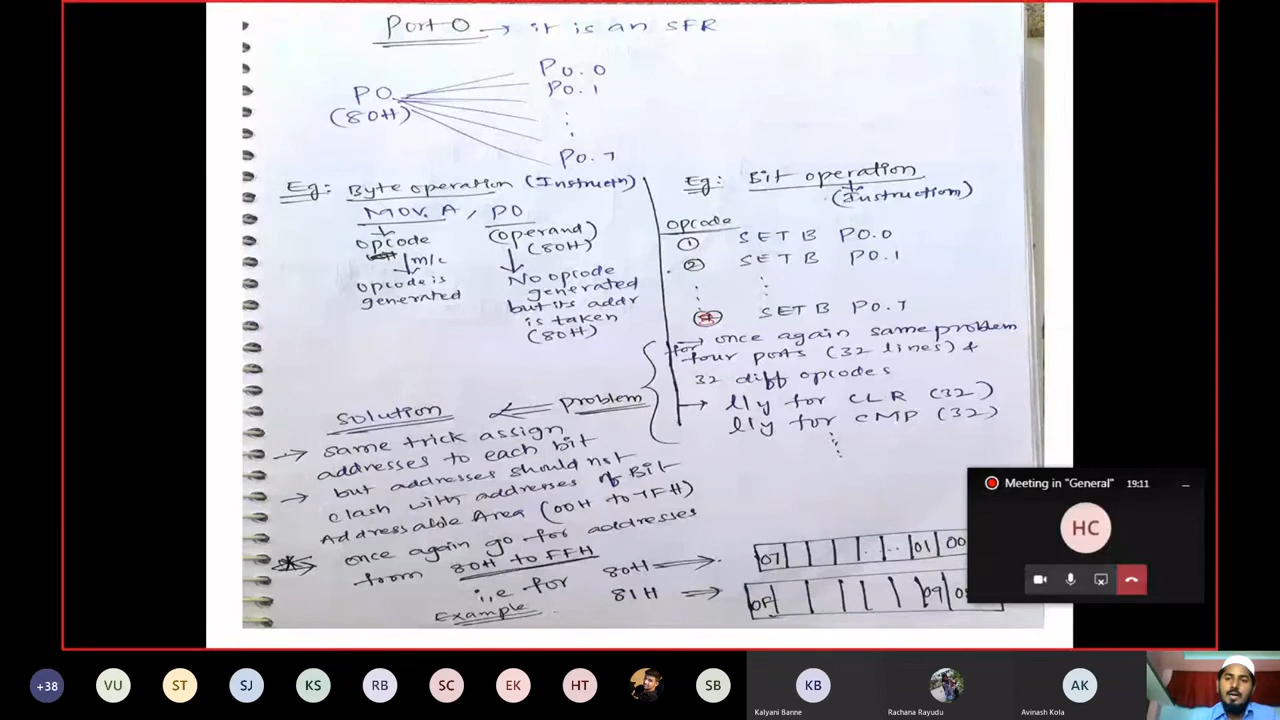 Port 0 → it is an SFR
P0
(80H)
P0.0
P0.1
P0.7
Eg: Byte operation (Instructn)
MOV. A, P0
opcode
m/c
opcode is
generated
(operand)
(80H)
No opcode
generated
but its addr
is taken
(80H)
Eg: Bit operation
(Instruction)
opcode
① SETB P0.0
② SETB P0.1
SETB P0.7
→ once again same problem
for four ports (32 lines) &
32 diff opcodes
→ lly for CLR (32)
lly for CMP (32)
problem
Solution
→ same trick assign
addresses to each bit
→ but addresses should not
clash with addresses of Bit
Addressable Area (00H to 7FH)
once again go for addresses
from 80H to FFH
i,e for
Example
80H ⇒ 07 01 00
81H ⇒ 0F 09
Meeting in "General" 19:11
HC
+38
VU
ST
SJ
KS
RB
SC
EK
HT
SB
KB
Kalyani Banne
Rachana Rayudu
AK
Avinash Kola